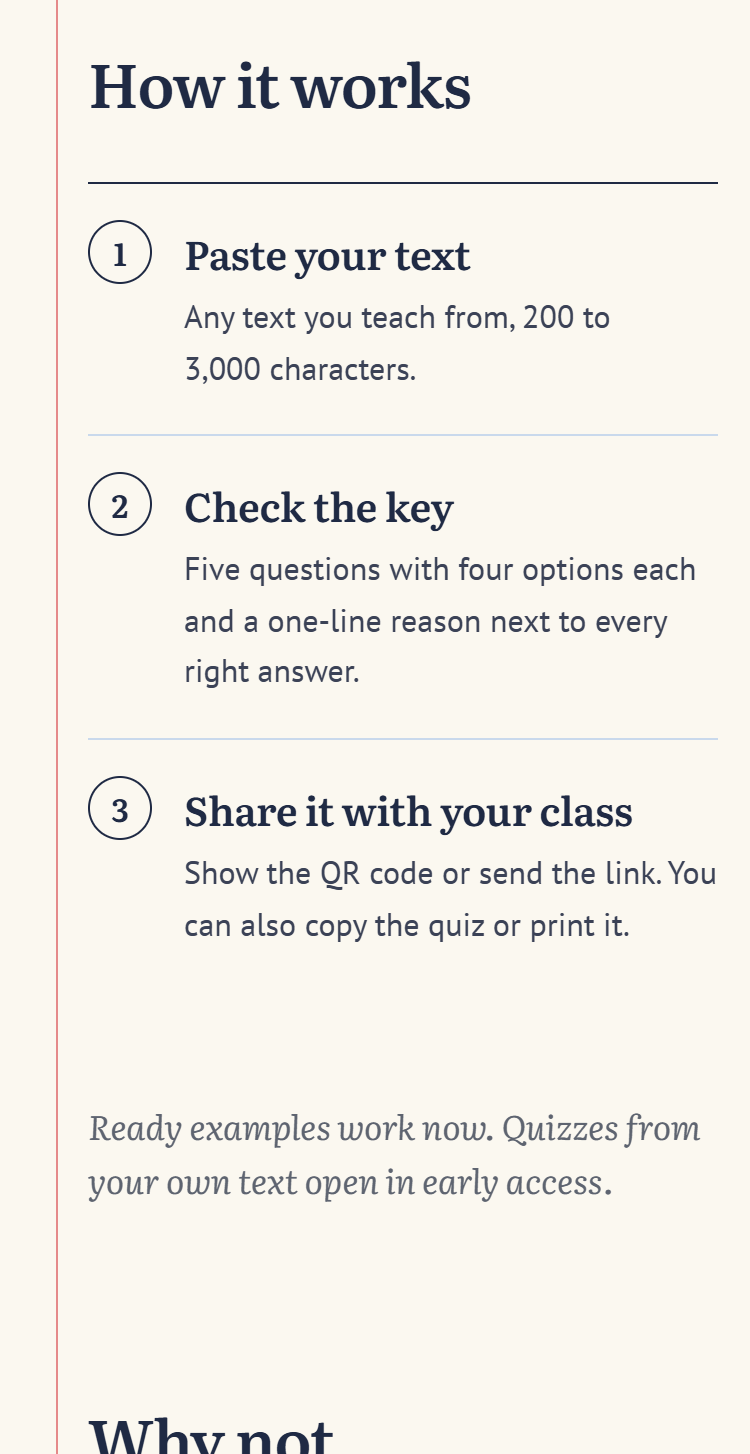 How it works
1
Paste your text
Any text you teach from, 200 to
3,000 characters.
2
Check the key
Five questions with four options each
and a one-line reason next to every
right answer.
3
Share it with your class
Show the QR code or send the link. You
can also copy the quiz or print it.
Ready examples work now. Quizzes from
your own text open in early access.
Why not